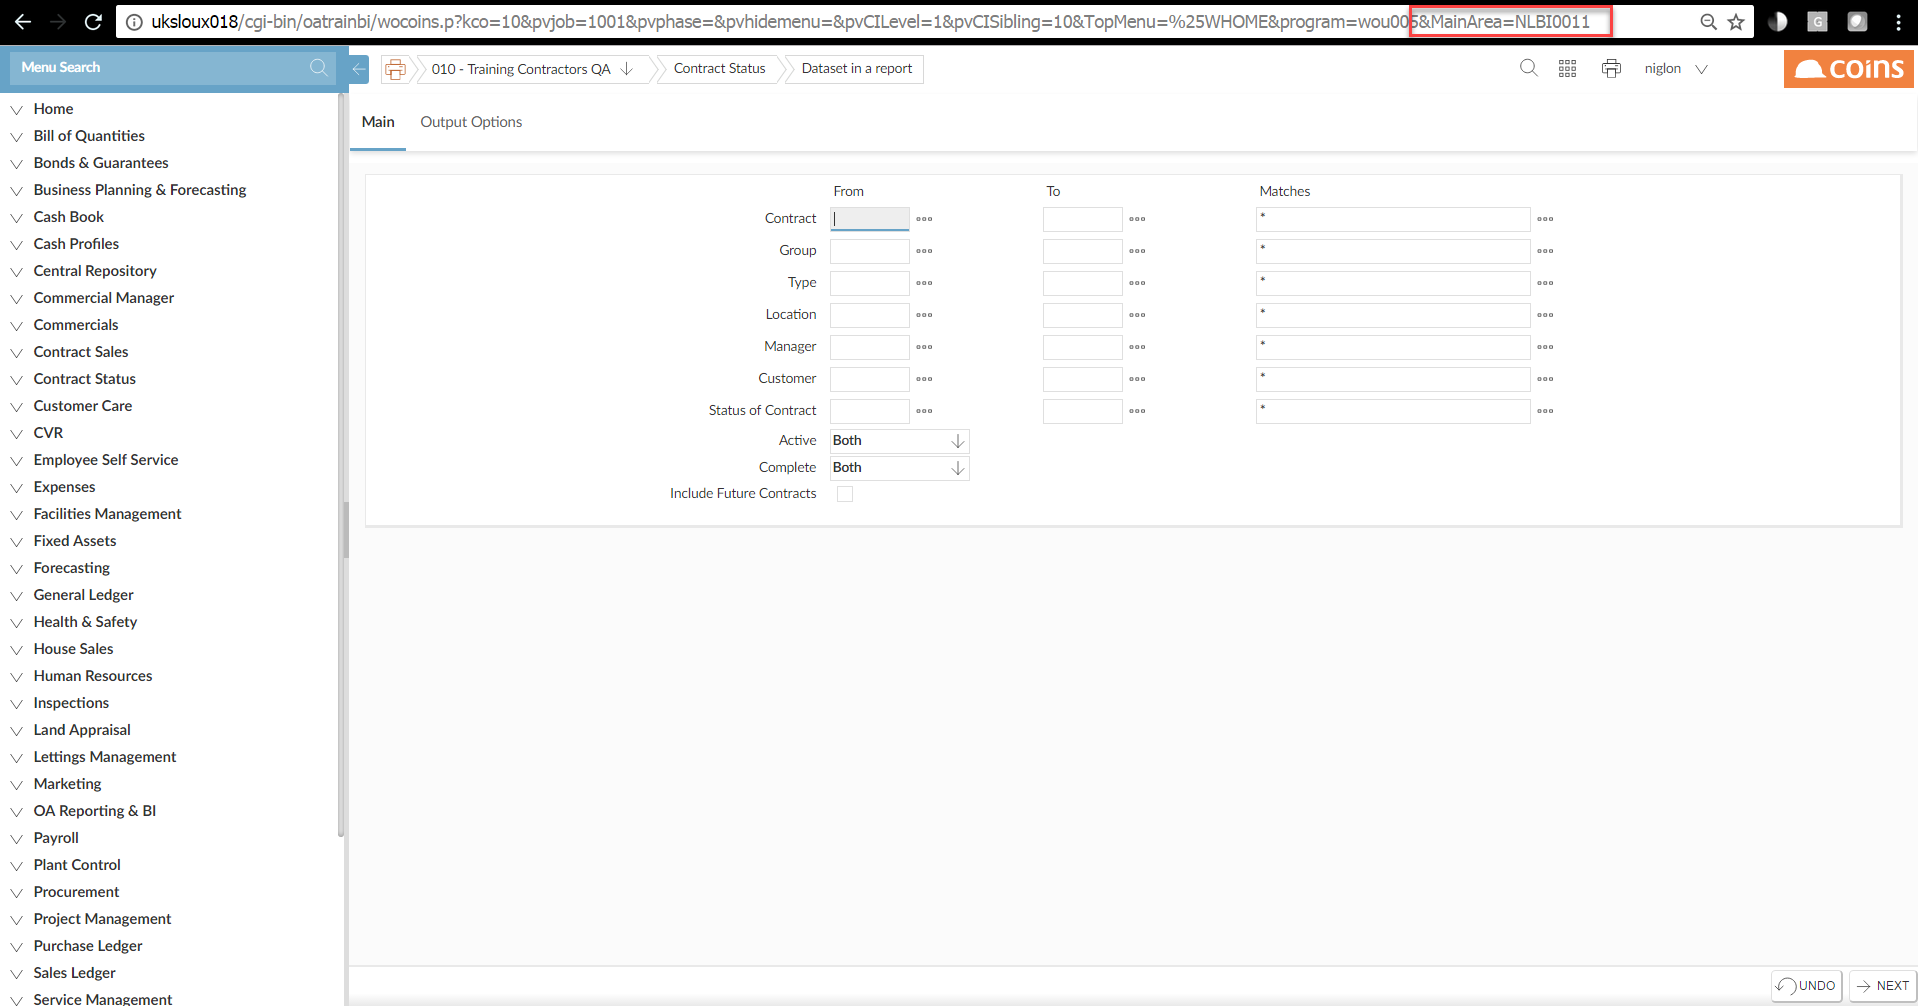 uksloux018/cgi-bin/oatrainbi/wocoins.p?kco=10&pvjob=1001&pvphase=&pvhidemenu=&pvCILevel=1&pvCISibling=10&TopMenu=%25WHOME&program=wou005&MainArea=NLBI0011
Menu Search
010 - Training Contractors QA
Contract Status
Dataset in a report
niglon
coins
Main
Output Options
Home
Bill of Quantities
Bonds & Guarantees
Business Planning & Forecasting
Cash Book
Cash Profiles
Central Repository
Commercial Manager
Commercials
Contract Sales
Contract Status
Customer Care
CVR
Employee Self Service
Expenses
Facilities Management
Fixed Assets
Forecasting
General Ledger
Health & Safety
House Sales
Human Resources
Inspections
Land Appraisal
Lettings Management
Marketing
OA Reporting & BI
Payroll
Plant Control
Procurement
Project Management
Purchase Ledger
Sales Ledger
Service Management
From To Matches
Contract *
Group *
Type *
Location *
Manager *
Customer *
Status of Contract *
Active Both
Complete Both
Include Future Contracts
UNDO
NEXT